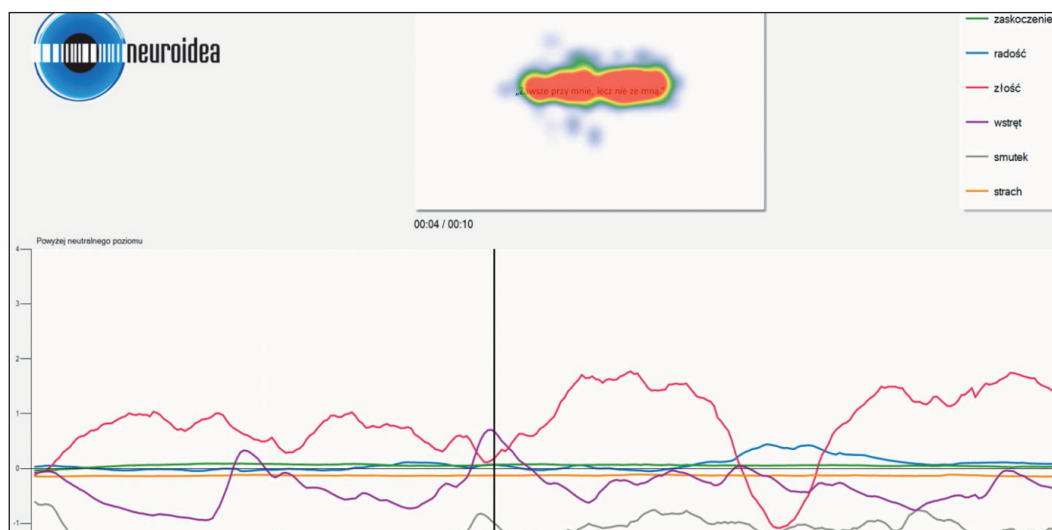 neuroidea
„Zawsze przy mnie, lecz nie ze mną.”
zaskoczenie
radość
złość
wstręt
smutek
strach
00:04 / 00:10
Powyżej neutralnego poziomu
4
3
2
1
0
-1